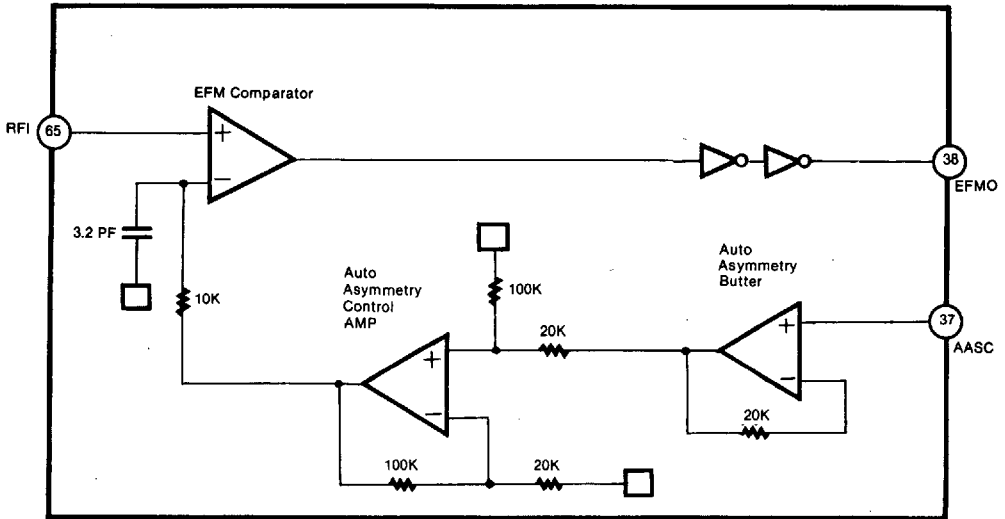 EFM Comparator
RFI
65
+
−
38
EFMO
3.2 PF
10K
Auto
Asymmetry
Control
AMP
100K
20K
Auto
Asymmetry
Butter
+
−
37
AASC
+
−
20K
100K
20K